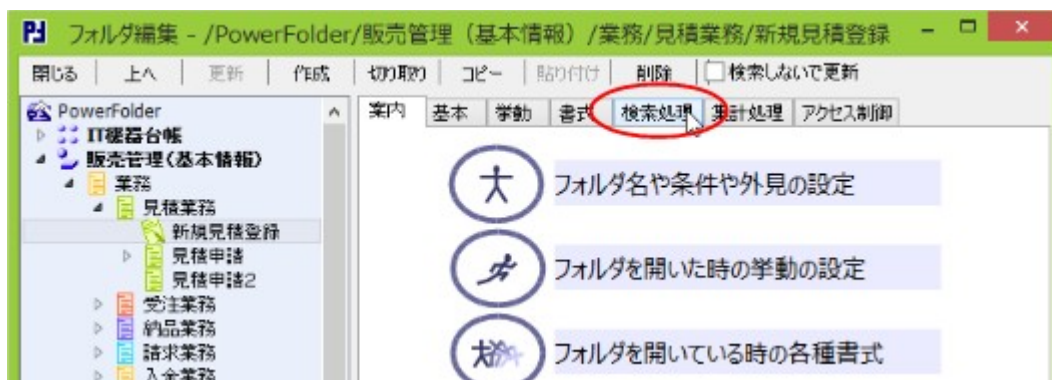 フォルダ編集 - /PowerFolder/販売管理（基本情報）/業務/見積業務/新規見積登録
閉じる 上へ 更新 作成 切り取り コピー 貼り付け 削除 検索しないで更新
PowerFolder
IT機器台帳
販売管理(基本情報)
業務
見積業務
新規見積登録
見積申請
見積申請2
受注業務
納品業務
請求業務
入金業務
案内 基本 挙動 書式 検索処理 集計処理 アクセス制御
フォルダ名や条件や外見の設定
フォルダを開いた時の挙動の設定
フォルダを開いている時の各種書式